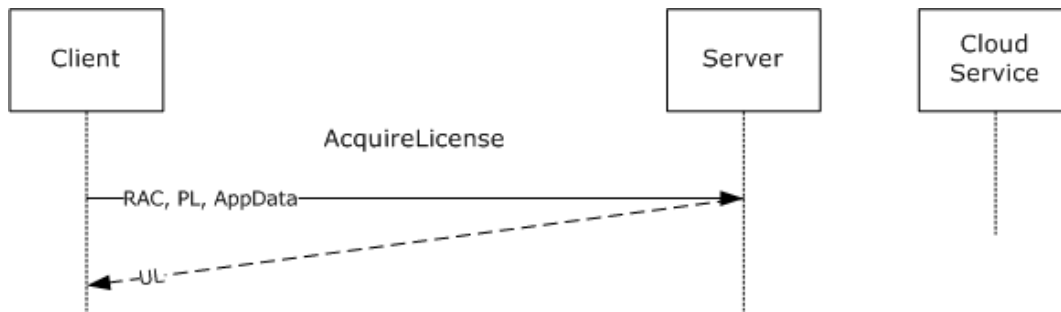 Client
Server
Cloud
Service
AcquireLicense
RAC, PL, AppData
UL